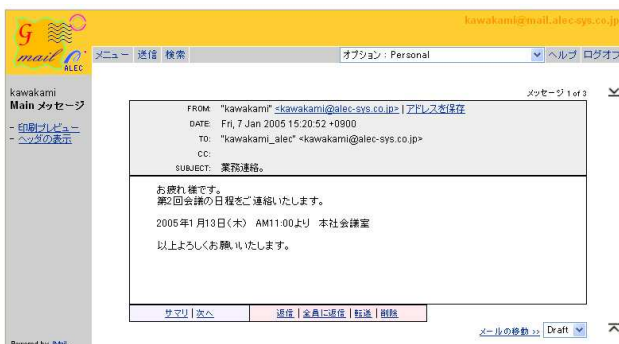 kawakami@mail.alec-sys.co.jp
G
mail
ALEC
メニュー 送信 検索 オプション：Personal ヘルプ ログオフ
kawakami
Main メッセージ
- 印刷プレビュー
- ヘッダの表示
メッセージ 1 of 3
FROM: "kawakami" <kawakami@alec-sys.co.jp> | アドレスを保存
DATE: Fri, 7 Jan 2005 15:20:52 +0900
TO: "kawakami_alec" <kawakami@alec-sys.co.jp>
CC:
SUBJECT: 業務連絡。
お疲れ様です。
第2回会議の日程をご連絡いたします。
2005年1月13日(木) AM11:00より 本社会議室
以上よろしくお願いいたします。
サマリ | 次へ 返信 | 全員に返信 | 転送 | 削除
メールの移動 >> Draft
Powered by